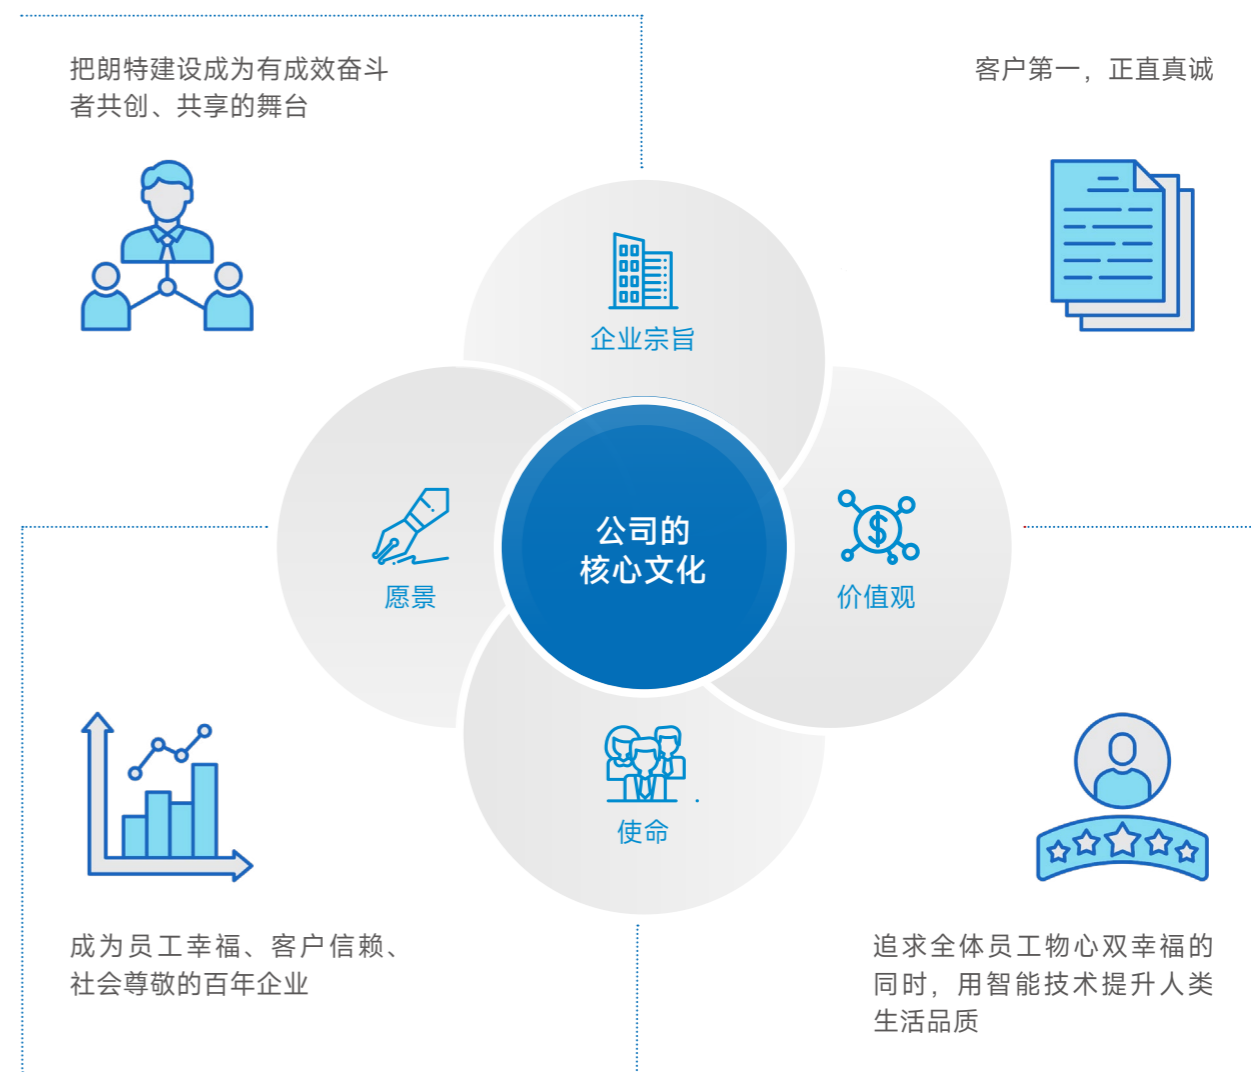 把朗特建设成为有成效奋斗
者共创、共享的舞台
客户第一，正直真诚
企业宗旨
愿景
公司的
核心文化
价值观
使命
成为员工幸福、客户信赖、
社会尊敬的百年企业
追求全体员工物心双幸福的
同时，用智能技术提升人类
生活品质